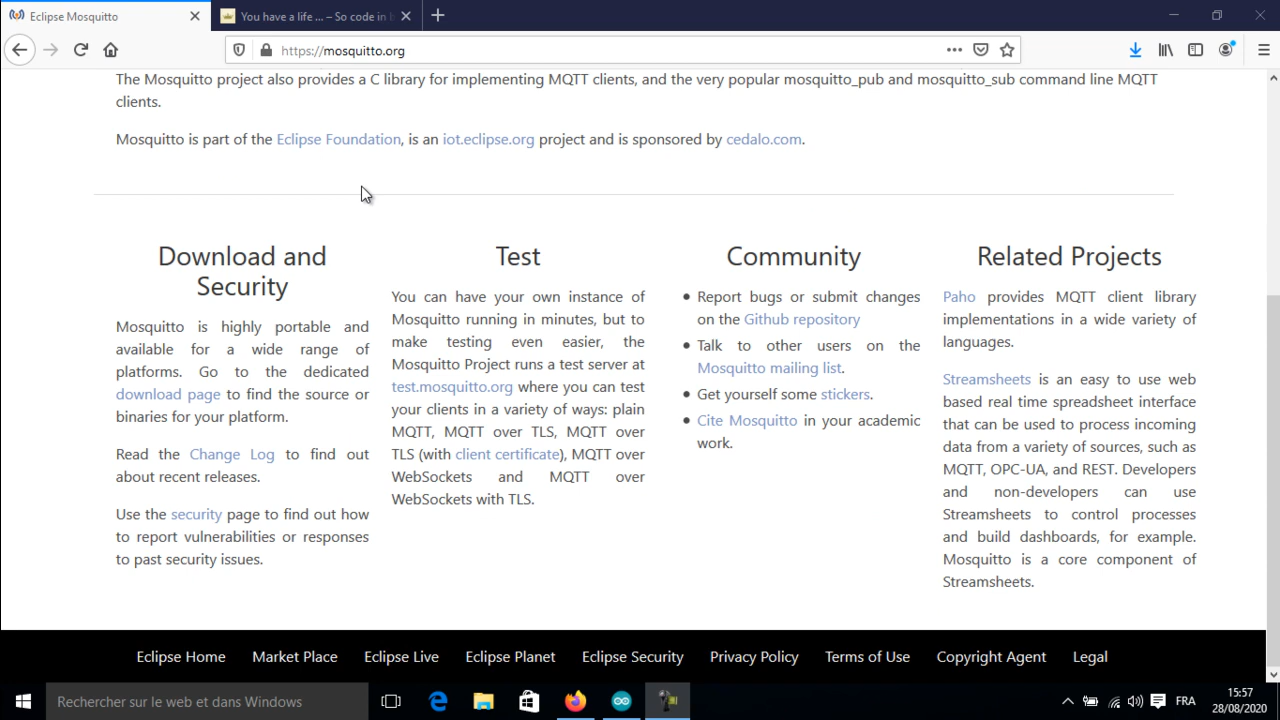 Eclipse Mosquitto
You have a life ... – So code in b
https://mosquitto.org
The Mosquitto project also provides a C library for implementing MQTT clients, and the very popular mosquitto_pub and mosquitto_sub command line MQTT
clients.
Mosquitto is part of the Eclipse Foundation, is an iot.eclipse.org project and is sponsored by cedalo.com.
Download and
Security
Mosquitto is highly portable and
available for a wide range of
platforms. Go to the dedicated
download page to find the source or
binaries for your platform.
Read the Change Log to find out
about recent releases.
Use the security page to find out how
to report vulnerabilities or responses
to past security issues.
Test
You can have your own instance of
Mosquitto running in minutes, but to
make testing even easier, the
Mosquitto Project runs a test server at
test.mosquitto.org where you can test
your clients in a variety of ways: plain
MQTT, MQTT over TLS, MQTT over
TLS (with client certificate), MQTT over
WebSockets and MQTT over
WebSockets with TLS.
Community
Report bugs or submit changes
on the Github repository
Talk to other users on the
Mosquitto mailing list.
Get yourself some stickers.
Cite Mosquitto in your academic
work.
Related Projects
Paho provides MQTT client library
implementations in a wide variety of
languages.
Streamsheets is an easy to use web
based real time spreadsheet interface
that can be used to process incoming
data from a variety of sources, such as
MQTT, OPC-UA, and REST. Developers
and non-developers can use
Streamsheets to control processes
and build dashboards, for example.
Mosquitto is a core component of
Streamsheets.
Eclipse Home Market Place Eclipse Live Eclipse Planet Eclipse Security Privacy Policy Terms of Use Copyright Agent Legal
Rechercher sur le web et dans Windows
FRA
15:57
28/08/2020